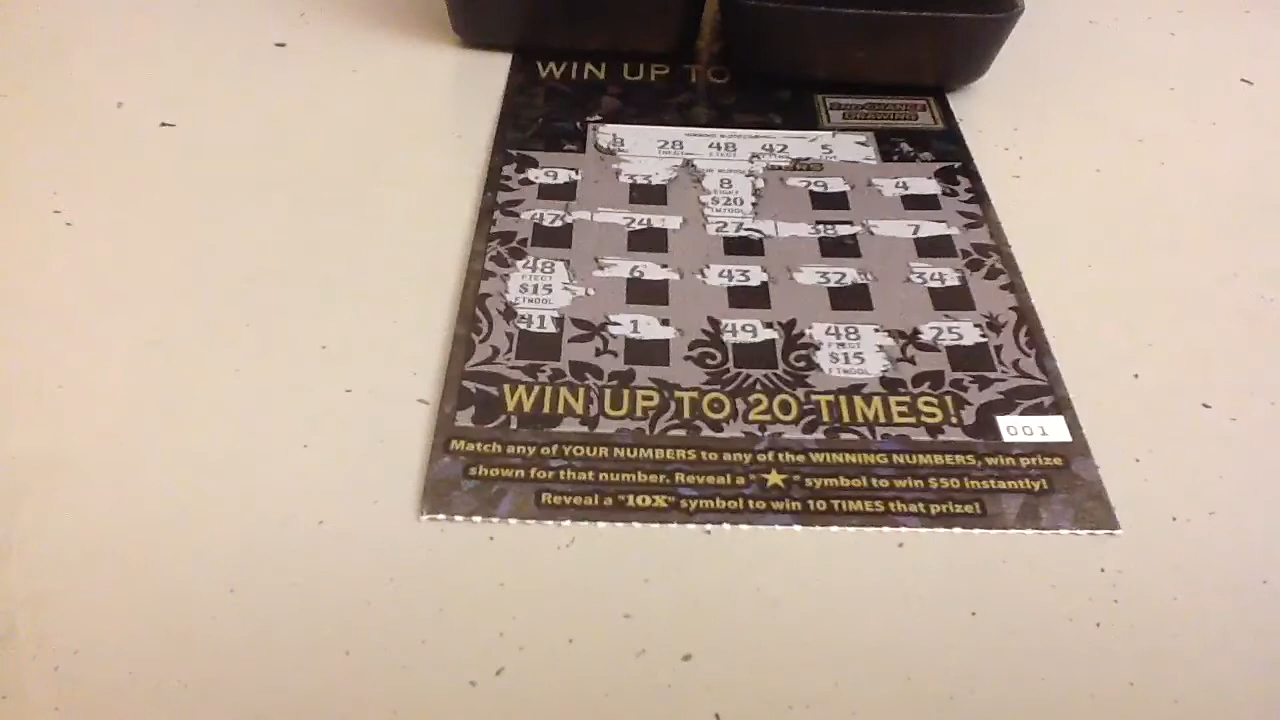 WIN UP TO
2ND CHANCE
DRAWING
8 28 48 42 5
9 33 8 29 4
$20
47 24 27 38 7
48 6 43 32 34
$15
41 1 49 48 25
$15
WIN UP TO 20 TIMES!
001
Match any of YOUR NUMBERS to any of the WINNING NUMBERS, win prize
shown for that number. Reveal a "★" symbol to win $50 instantly!
Reveal a "10X" symbol to win 10 TIMES that prize!